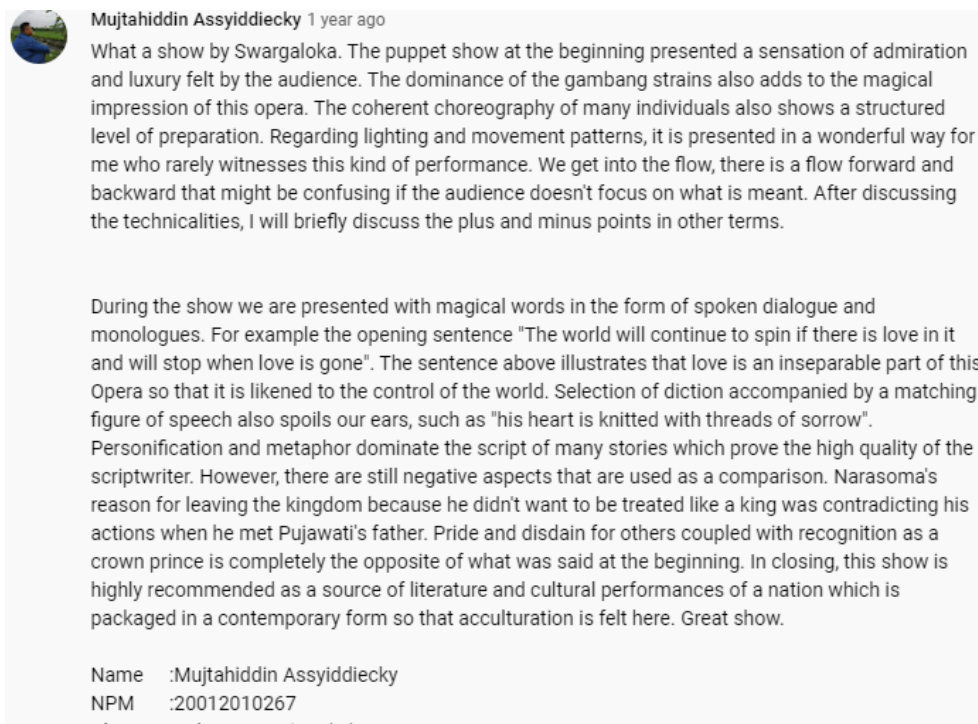 Mujtahiddin Assyiddiecky 1 year ago
What a show by Swargaloka. The puppet show at the beginning presented a sensation of admiration
and luxury felt by the audience. The dominance of the gambang strains also adds to the magical
impression of this opera. The coherent choreography of many individuals also shows a structured
level of preparation. Regarding lighting and movement patterns, it is presented in a wonderful way for
me who rarely witnesses this kind of performance. We get into the flow, there is a flow forward and
backward that might be confusing if the audience doesn't focus on what is meant. After discussing
the technicalities, I will briefly discuss the plus and minus points in other terms.
During the show we are presented with magical words in the form of spoken dialogue and
monologues. For example the opening sentence "The world will continue to spin if there is love in it
and will stop when love is gone". The sentence above illustrates that love is an inseparable part of this
Opera so that it is likened to the control of the world. Selection of diction accompanied by a matching
figure of speech also spoils our ears, such as "his heart is knitted with threads of sorrow".
Personification and metaphor dominate the script of many stories which prove the high quality of the
scriptwriter. However, there are still negative aspects that are used as a comparison. Narasoma's
reason for leaving the kingdom because he didn't want to be treated like a king was contradicting his
actions when he met Pujawati's father. Pride and disdain for others coupled with recognition as a
crown prince is completely the opposite of what was said at the beginning. In closing, this show is
highly recommended as a source of literature and cultural performances of a nation which is
packaged in a contemporary form so that acculturation is felt here. Great show.
Name :Mujtahiddin Assyiddiecky
NPM :20012010267